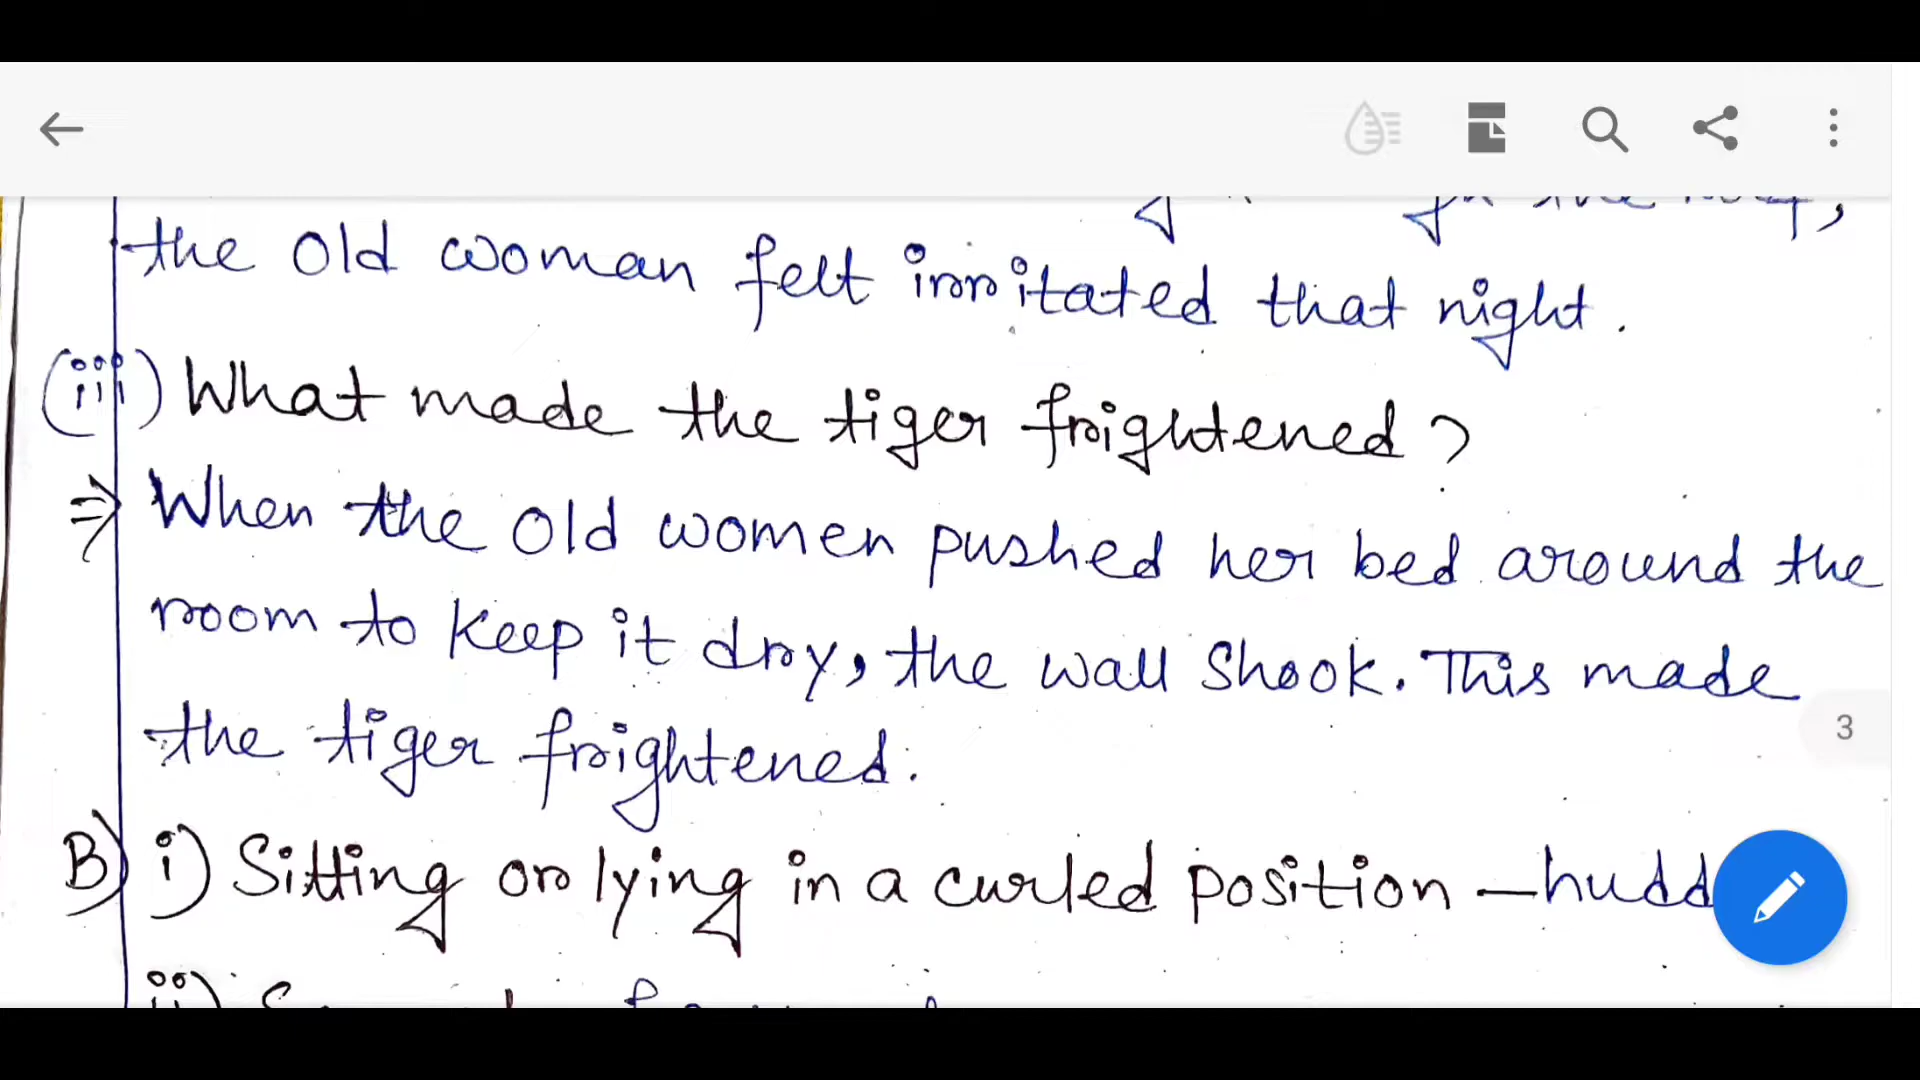 the old woman felt irritated that night.
(iii) What made the tiger frightened?
⇒ When the old women pushed her bed around the
room to keep it dry, the wall shook. This made
the tiger frightened.
3
B) i) Sitting or lying in a curled position – hudd
ii)